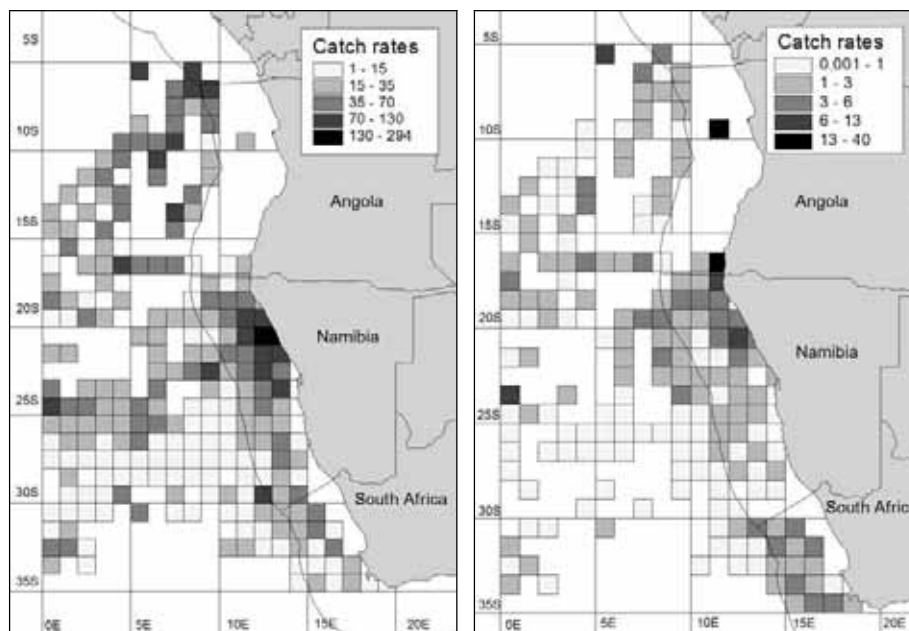 Catch rates
1 - 15
15 - 35
35 - 70
70 - 130
130 - 294
5S
10S
15S
20S
25S
30S
35S
0E
5E
10E
15E
20E
Angola
Namibia
South Africa
Catch rates
0,001 - 1
1 - 3
3 - 6
6 - 13
13 - 40
5S
10S
15S
20S
25S
30S
35S
0E
5E
10E
15E
20E
Angola
Namibia
South Afric